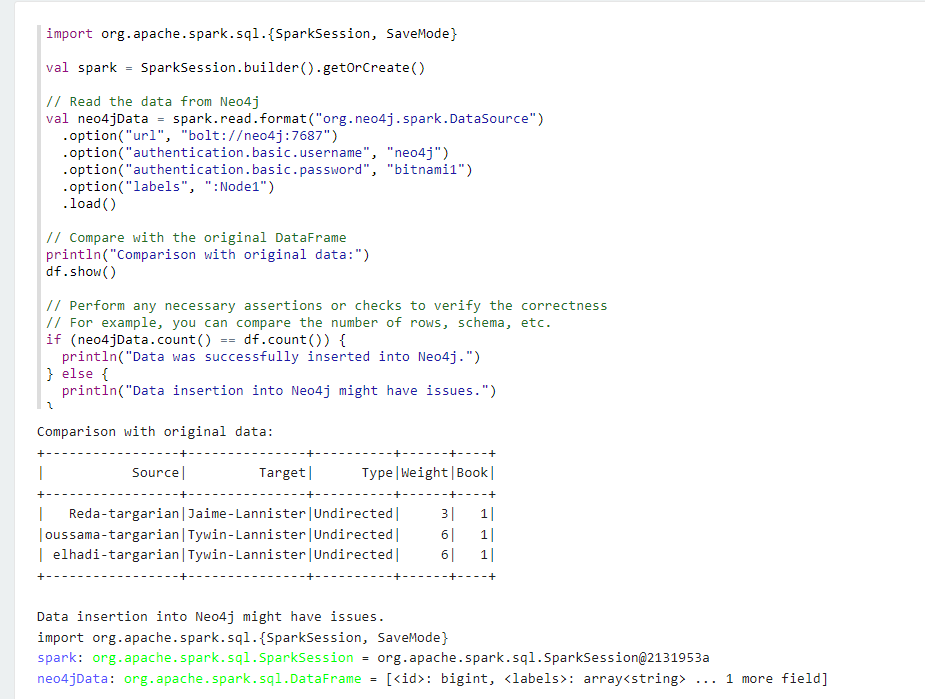 import org.apache.spark.sql.{SparkSession, SaveMode}
val spark = SparkSession.builder().getOrCreate()
// Read the data from Neo4j
val neo4jData = spark.read.format("org.neo4j.spark.DataSource")
  .option("url", "bolt://neo4j:7687")
  .option("authentication.basic.username", "neo4j")
  .option("authentication.basic.password", "bitnami1")
  .option("labels", ":Node1")
  .load()
// Compare with the original DataFrame
println("Comparison with original data:")
df.show()
// Perform any necessary assertions or checks to verify the correctness
// For example, you can compare the number of rows, schema, etc.
if (neo4jData.count() == df.count()) {
  println("Data was successfully inserted into Neo4j.")
} else {
  println("Data insertion into Neo4j might have issues.")
}
Comparison with original data:
+-----------------+---------------+----------+------+----+
|           Source|         Target|      Type|Weight|Book|
+-----------------+---------------+----------+------+----+
|   Reda-targarian|Jaime-Lannister|Undirected|     3|   1|
|oussama-targarian|Tywin-Lannister|Undirected|     6|   1|
| elhadi-targarian|Tywin-Lannister|Undirected|     6|   1|
+-----------------+---------------+----------+------+----+
Data insertion into Neo4j might have issues.
import org.apache.spark.sql.{SparkSession, SaveMode}
spark: org.apache.spark.sql.SparkSession = org.apache.spark.sql.SparkSession@2131953a
neo4jData: org.apache.spark.sql.DataFrame = [<id>: bigint, <labels>: array<string> ... 1 more field]